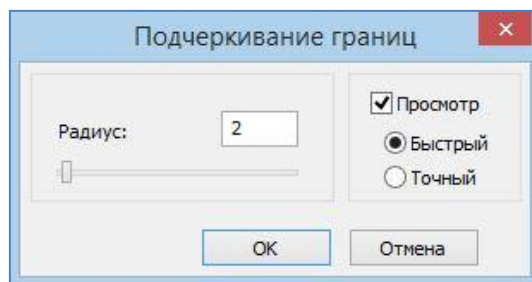 Подчеркивание границ
Радиус:
2
Просмотр
Быстрый
Точный
OK
Отмена